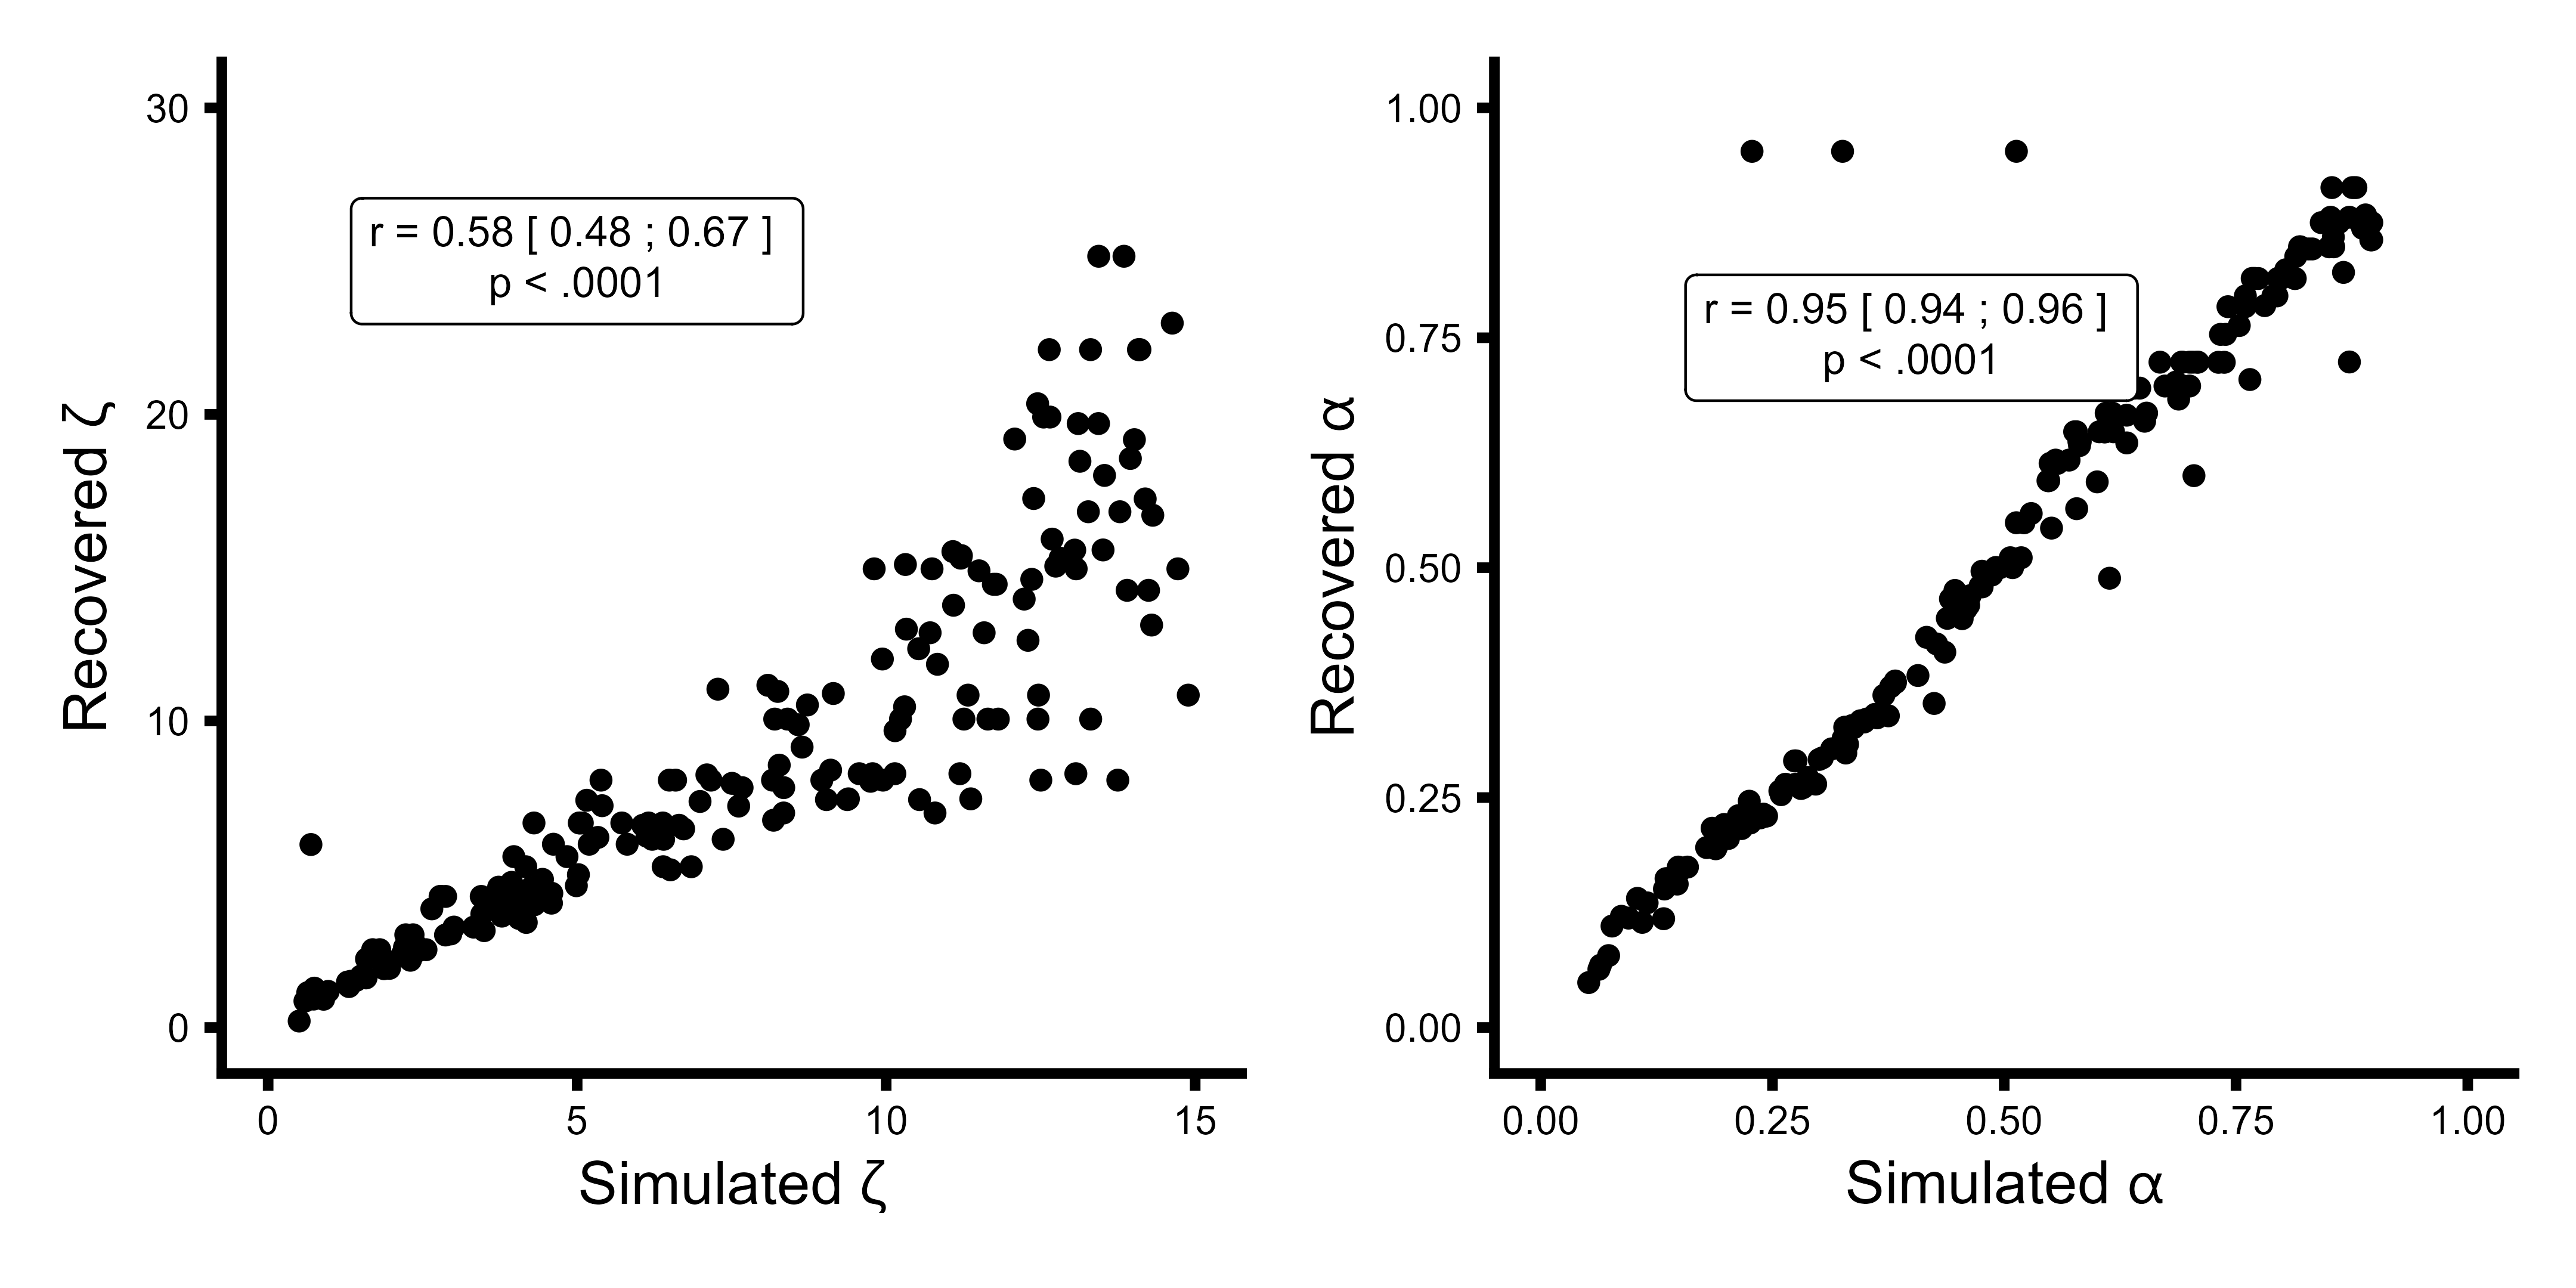 30
20
10
0
Recovered ζ
r = 0.58 [ 0.48 ; 0.67 ]
p < .0001
0 5 10 15
Simulated ζ
1.00
0.75
0.50
0.25
0.00
Recovered α
r = 0.95 [ 0.94 ; 0.96 ]
p < .0001
0.00 0.25 0.50 0.75 1.00
Simulated α